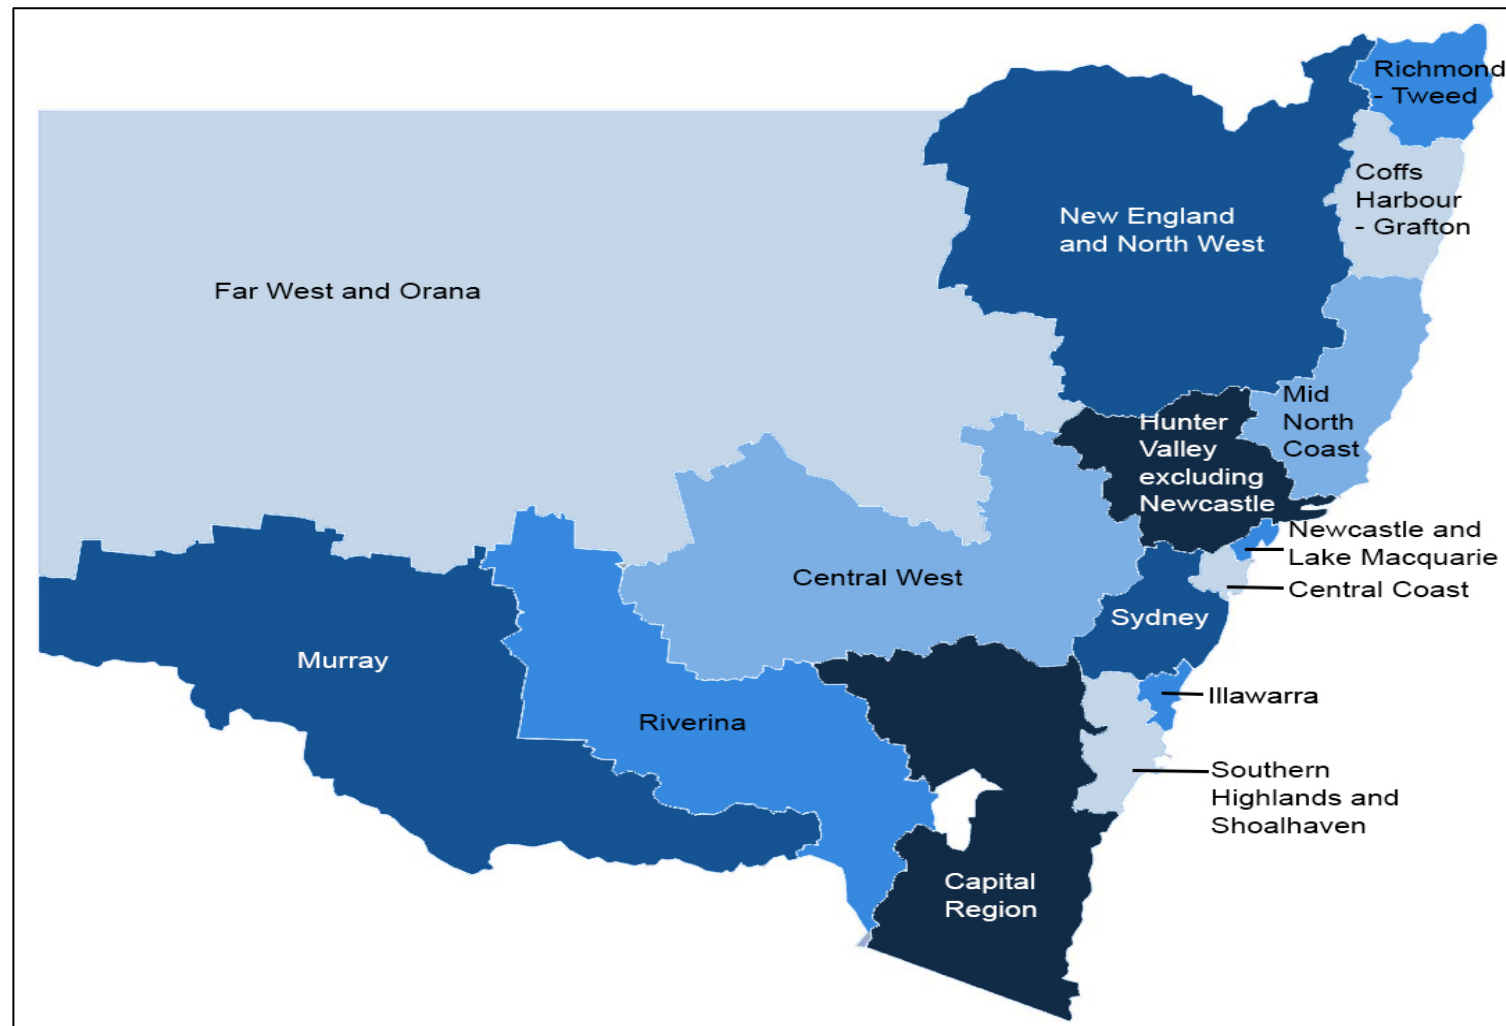 Richmond
- Tweed
Coffs
Harbour
- Grafton
New England
and North West
Far West and Orana
Mid
North
Coast
Hunter
Valley
excluding
Newcastle
Newcastle and
Lake Macquarie
Central West
Central Coast
Sydney
Murray
Illawarra
Riverina
Southern
Highlands and
Shoalhaven
Capital
Region